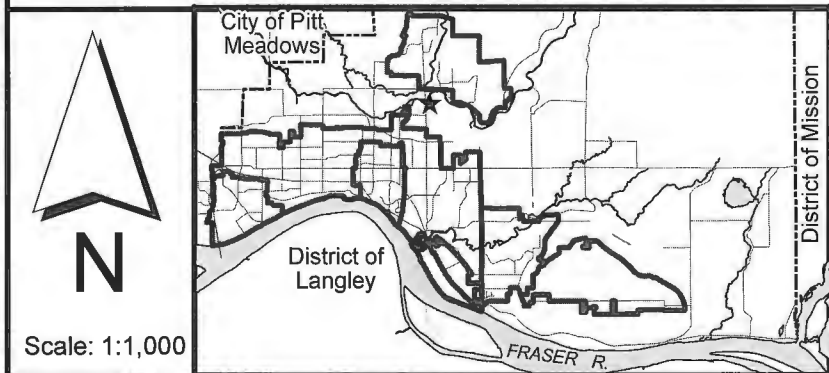 City of Pitt
Meadows
District of Mission
N
District of
Langley
Scale: 1:1,000
FRASER R.